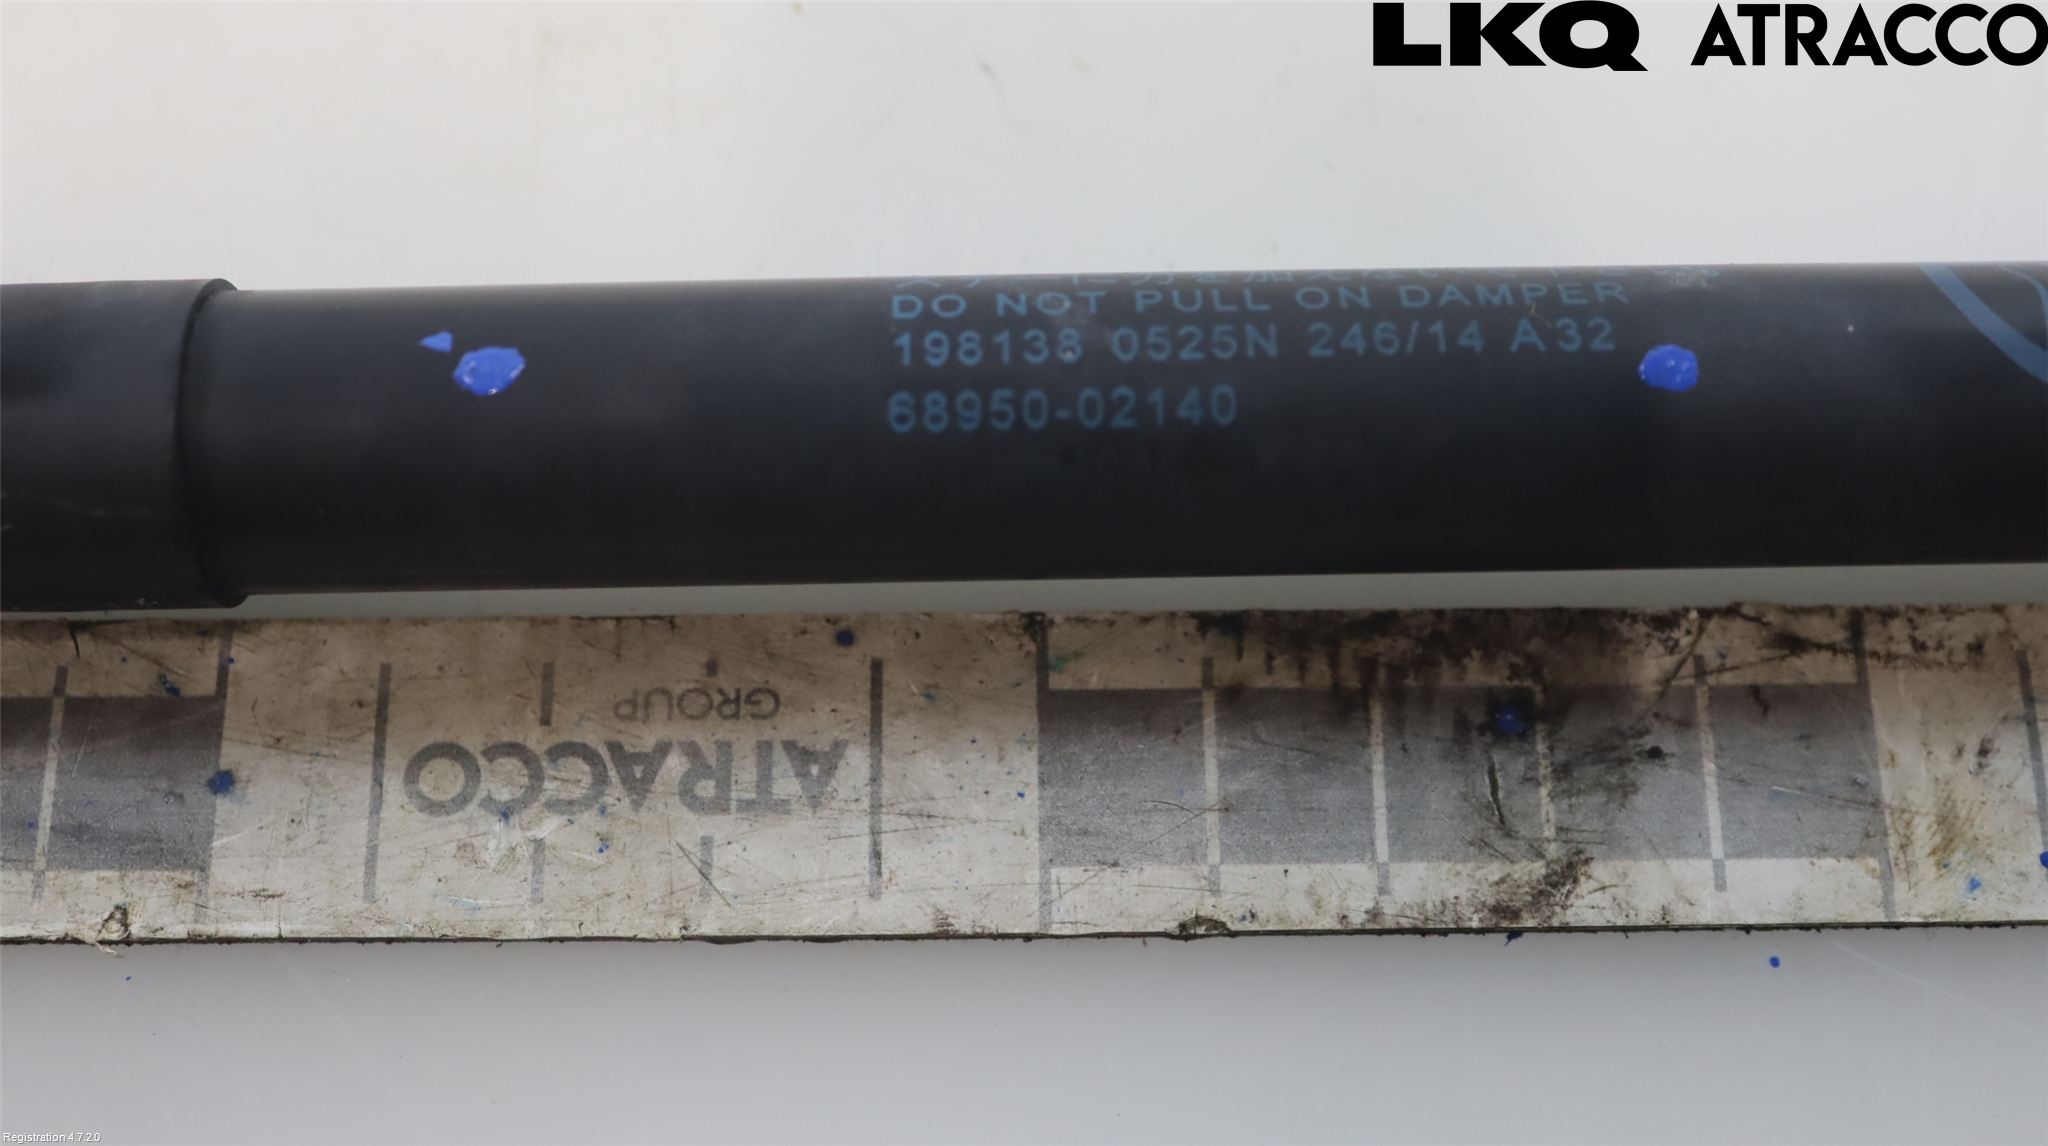 LKQ ATRACCO
DO NOT PULL ON DAMPER
198138 0525N 246/14 A32
68950-02140
GROUP
ATRACCO
Registration 4.7.2.0